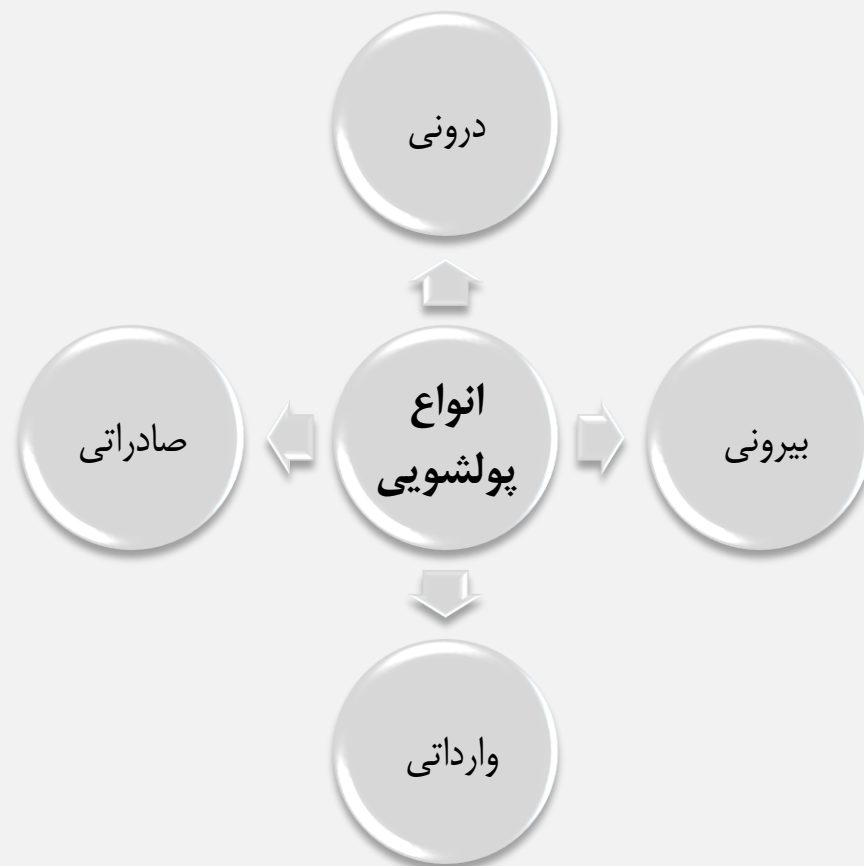 درونی
انواع
پولشویی
بیرونی
صادراتی
وارداتی